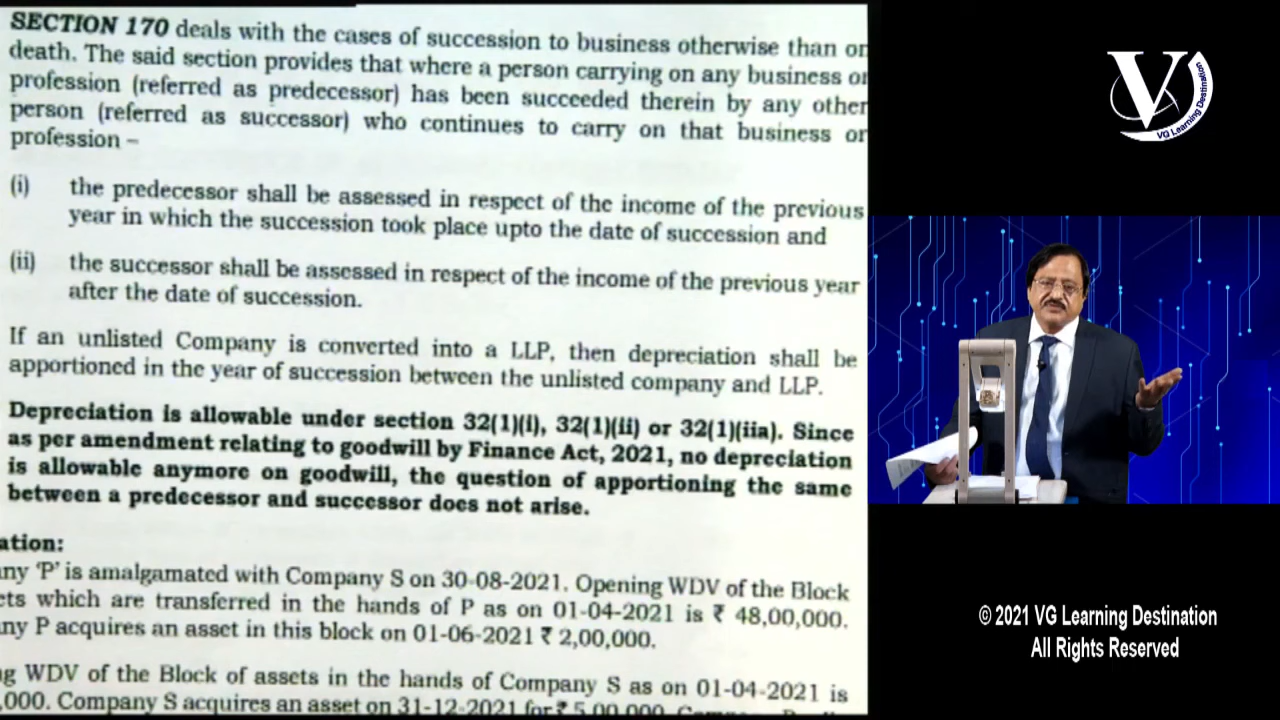 SECTION 170 deals with the cases of succession to business otherwise than on
death. The said section provides that where a person carrying on any business or
profession (referred as predecessor) has been succeeded therein by any other
person (referred as successor) who continues to carry on that business or
profession –
(i) the predecessor shall be assessed in respect of the income of the previous
year in which the succession took place upto the date of succession and
(ii) the successor shall be assessed in respect of the income of the previous year
after the date of succession.
If an unlisted Company is converted into a LLP, then depreciation shall be
apportioned in the year of succession between the unlisted company and LLP.
Depreciation is allowable under section 32(1)(i), 32(1)(ii) or 32(1)(iia). Since
as per amendment relating to goodwill by Finance Act, 2021, no depreciation
is allowable anymore on goodwill, the question of apportioning the same
between a predecessor and successor does not arise.
ation:
ny 'P' is amalgamated with Company S on 30-08-2021. Opening WDV of the Block
ets which are transferred in the hands of P as on 01-04-2021 is ₹ 48,00,000.
ny P acquires an asset in this block on 01-06-2021 ₹ 2,00,000.
g WDV of the Block of assets in the hands of Company S as on 01-04-2021 is
,000. Company S acquires an asset on 31-12-2021 for ₹ 5,00,000.
V
VG Learning Destination
© 2021 VG Learning Destination
All Rights Reserved